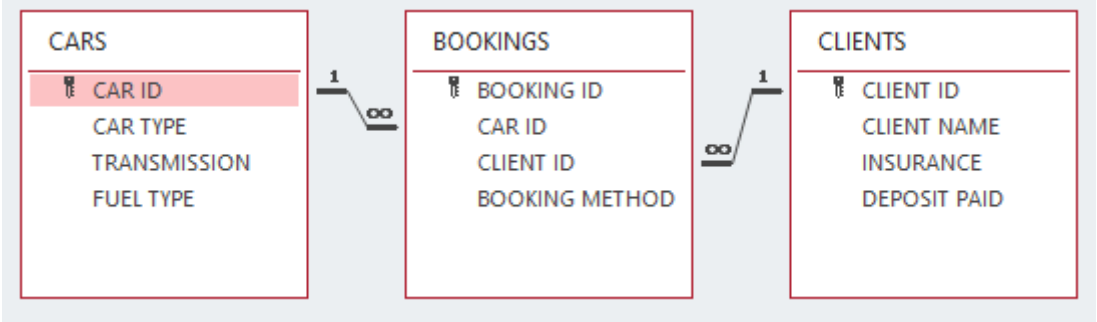 CARS
CAR ID
CAR TYPE
TRANSMISSION
FUEL TYPE
1
∞
BOOKINGS
BOOKING ID
CAR ID
CLIENT ID
BOOKING METHOD
1
∞
CLIENTS
CLIENT ID
CLIENT NAME
INSURANCE
DEPOSIT PAID